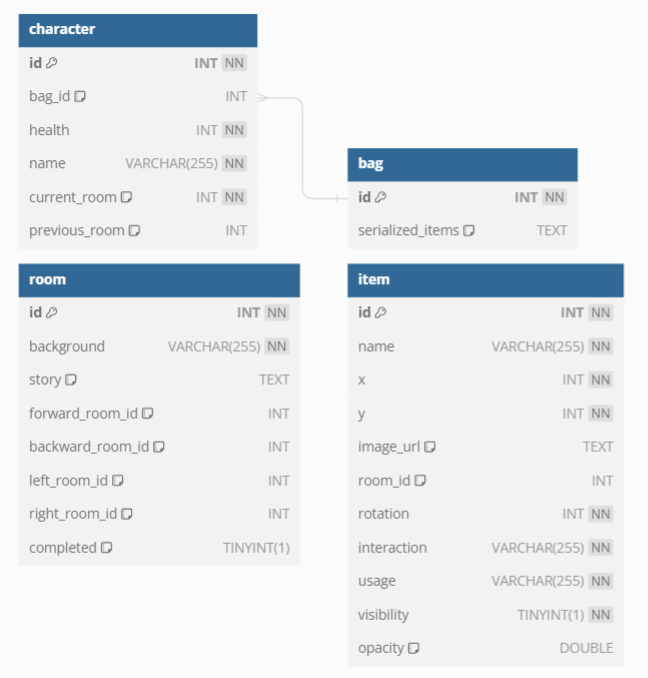 character
id INT NN
bag_id INT
health INT NN
name VARCHAR(255) NN
current_room INT NN
previous_room INT
bag
id INT NN
serialized_items TEXT
room
id INT NN
background VARCHAR(255) NN
story TEXT
forward_room_id INT
backward_room_id INT
left_room_id INT
right_room_id INT
completed TINYINT(1)
item
id INT NN
name VARCHAR(255) NN
x INT NN
y INT NN
image_url TEXT
room_id INT
rotation INT NN
interaction VARCHAR(255) NN
usage VARCHAR(255) NN
visibility TINYINT(1) NN
opacity DOUBLE